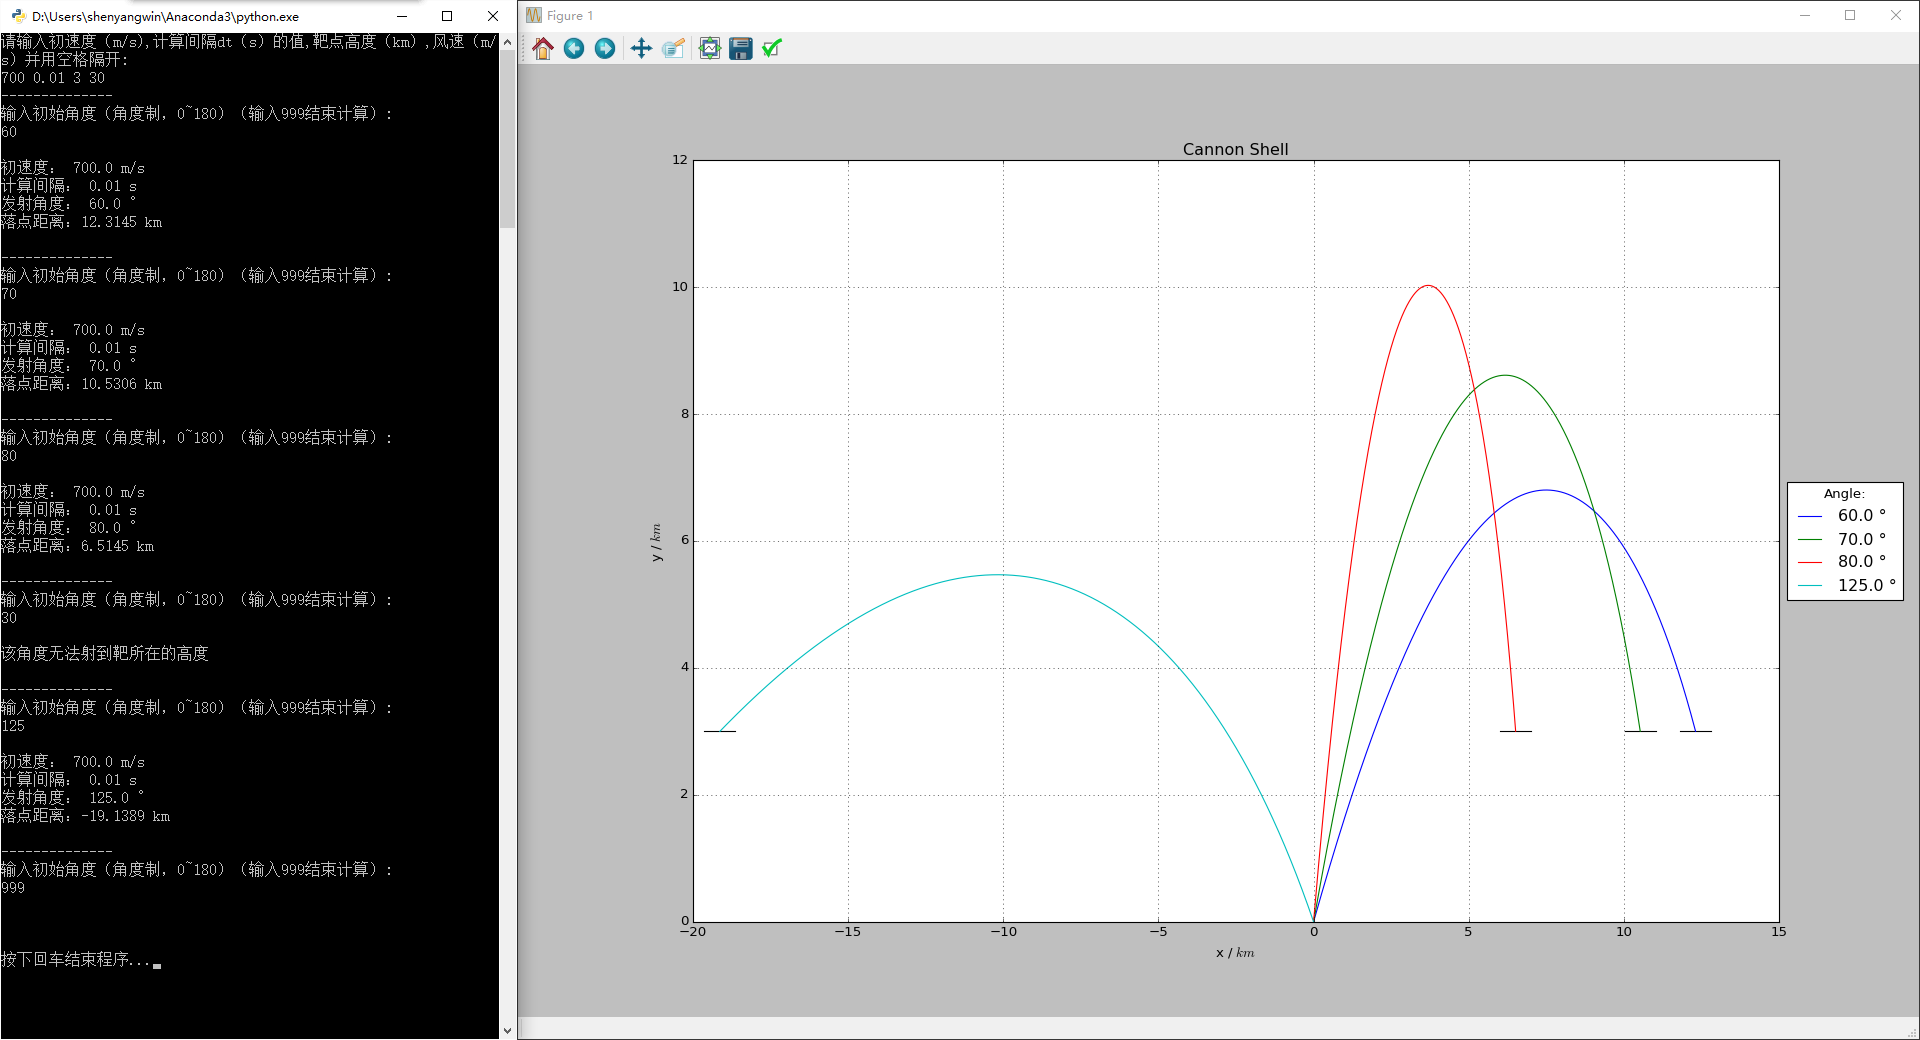 D:\Users\shenyangwin\Anaconda3\python.exe
请输入初速度（m/s),计算间隔dt（s）的值,靶点高度（km）,风速（m/
s）并用空格隔开:
700 0.01 3 30
--------------
输入初始角度（角度制，0~180）（输入999结束计算）:
60
初速度： 700.0 m/s
计算间隔： 0.01 s
发射角度： 60.0 °
落点距离：12.3145 km
--------------
输入初始角度（角度制，0~180）（输入999结束计算）:
70
初速度： 700.0 m/s
计算间隔： 0.01 s
发射角度： 70.0 °
落点距离：10.5306 km
--------------
输入初始角度（角度制，0~180）（输入999结束计算）:
80
初速度： 700.0 m/s
计算间隔： 0.01 s
发射角度： 80.0 °
落点距离：6.5145 km
--------------
输入初始角度（角度制，0~180）（输入999结束计算）:
30
该角度无法射到靶所在的高度
--------------
输入初始角度（角度制，0~180）（输入999结束计算）:
125
初速度： 700.0 m/s
计算间隔： 0.01 s
发射角度： 125.0 °
落点距离：-19.1389 km
--------------
输入初始角度（角度制，0~180）（输入999结束计算）:
999
按下回车结束程序...
Figure 1
Cannon Shell
12
10
8
6
4
2
0
y / km
−20 −15 −10 −5 0 5 10 15
x / km
Angle:
60.0 °
70.0 °
80.0 °
125.0 °